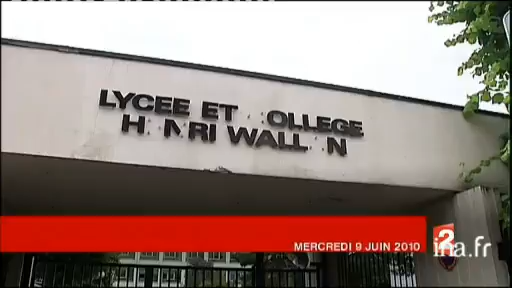 LYCEE ET OLLEGE
H NRI WALL N
MERCREDI 9 JUIN 2010
2
ina.fr